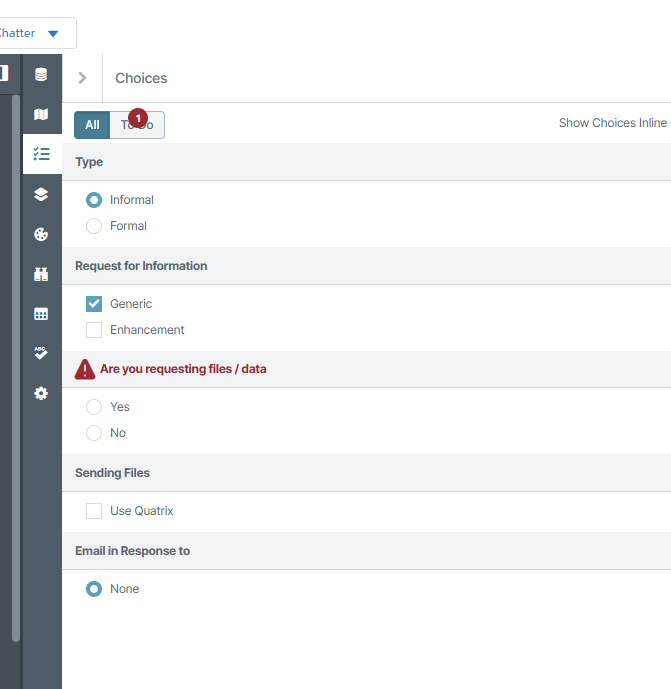 Chatter
Choices
All
To Do
1
Show Choices Inline
Type
Informal
Formal
Request for Information
Generic
Enhancement
Are you requesting files / data
Yes
No
Sending Files
Use Quatrix
Email in Response to
None
ABC